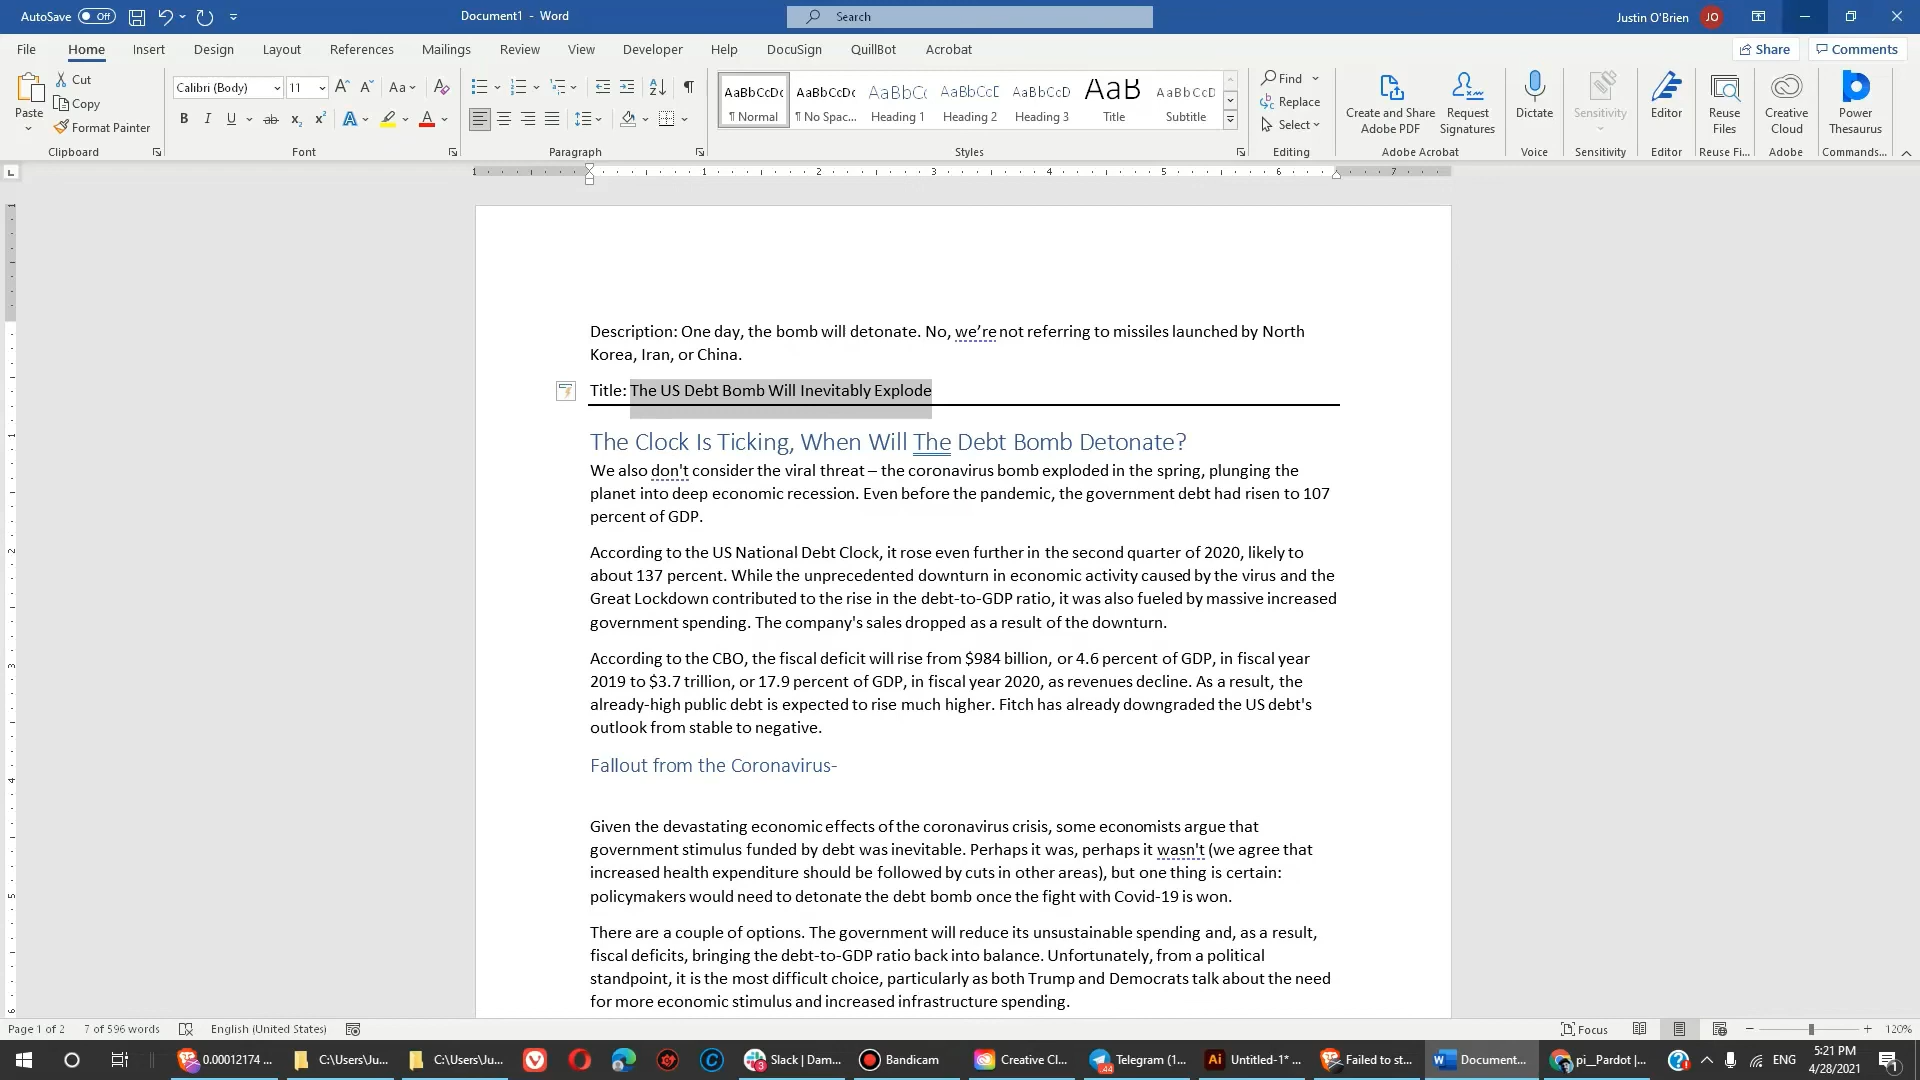 AutoSave Off
Document1 - Word
Search
Justin O'Brien JO
File Home Insert Design Layout References Mailings Review View Developer Help DocuSign QuillBot Acrobat
Share Comments
Paste
Cut
Copy
Format Painter
Clipboard
Calibri (Body) 11
Font
Paragraph
AaBbCcDc AaBbCcDc AaBbCc AaBbCcD AaBbCcD AaB AaBbCcD
¶ Normal ¶ No Spac... Heading 1 Heading 2 Heading 3 Title Subtitle
Styles
Find
Replace
Select
Editing
Create and Share Adobe PDF
Request Signatures
Adobe Acrobat
Dictate
Voice
Sensitivity
Sensitivity
Editor
Editor
Reuse Files
Reuse Fi...
Creative Cloud
Adobe
Power Thesaurus
Commands...
1 1 2 3 4 5 6 7
Description: One day, the bomb will detonate. No, we’re not referring to missiles launched by North
Korea, Iran, or China.
Title: The US Debt Bomb Will Inevitably Explode
The Clock Is Ticking, When Will The Debt Bomb Detonate?
We also don't consider the viral threat – the coronavirus bomb exploded in the spring, plunging the
planet into deep economic recession. Even before the pandemic, the government debt had risen to 107
percent of GDP.
According to the US National Debt Clock, it rose even further in the second quarter of 2020, likely to
about 137 percent. While the unprecedented downturn in economic activity caused by the virus and the
Great Lockdown contributed to the rise in the debt-to-GDP ratio, it was also fueled by massive increased
government spending. The company's sales dropped as a result of the downturn.
According to the CBO, the fiscal deficit will rise from $984 billion, or 4.6 percent of GDP, in fiscal year
2019 to $3.7 trillion, or 17.9 percent of GDP, in fiscal year 2020, as revenues decline. As a result, the
already-high public debt is expected to rise much higher. Fitch has already downgraded the US debt's
outlook from stable to negative.
Fallout from the Coronavirus-
Given the devastating economic effects of the coronavirus crisis, some economists argue that
government stimulus funded by debt was inevitable. Perhaps it was, perhaps it wasn't (we agree that
increased health expenditure should be followed by cuts in other areas), but one thing is certain:
policymakers would need to detonate the debt bomb once the fight with Covid-19 is won.
There are a couple of options. The government will reduce its unsustainable spending and, as a result,
fiscal deficits, bringing the debt-to-GDP ratio back into balance. Unfortunately, from a political
standpoint, it is the most difficult choice, particularly as both Trump and Democrats talk about the need
for more economic stimulus and increased infrastructure spending.
Page 1 of 2 7 of 596 words English (United States)
Focus 120%
0.00012174 ... C:\Users\Ju... C:\Users\Ju... Slack | Dam... Bandicam Creative Cl... Telegram (1... Untitled-1* ... Failed to st... Document... pi_Pardot |...
ENG
5:21 PM
4/28/2021